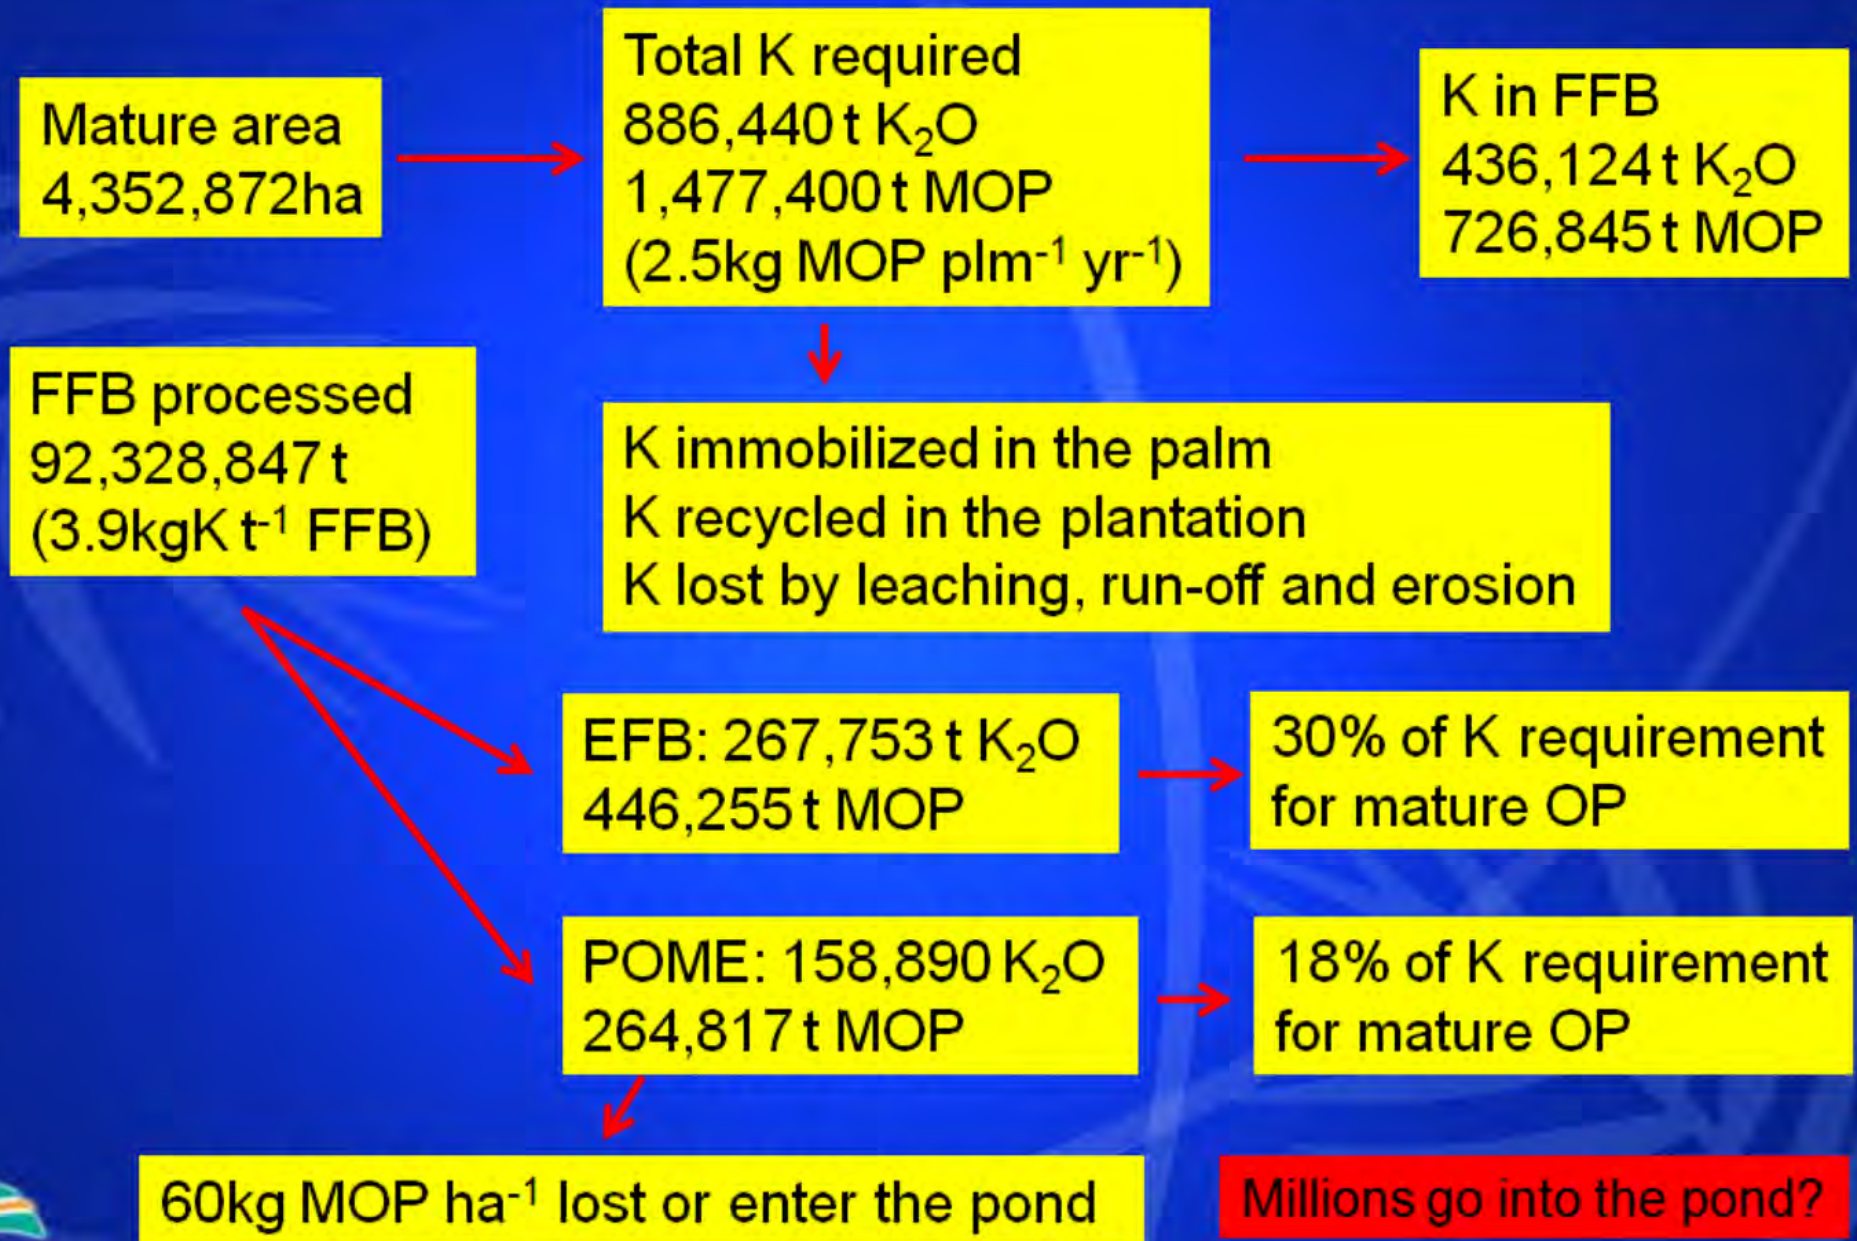 Mature area
4,352,872ha
Total K required
886,440 t K₂O
1,477,400 t MOP
(2.5kg MOP plm⁻¹ yr⁻¹)
K in FFB
436,124 t K₂O
726,845 t MOP
FFB processed
92,328,847 t
(3.9kgK t⁻¹ FFB)
K immobilized in the palm
K recycled in the plantation
K lost by leaching, run-off and erosion
EFB: 267,753 t K₂O
446,255 t MOP
30% of K requirement
for mature OP
POME: 158,890 K₂O
264,817 t MOP
18% of K requirement
for mature OP
60kg MOP ha⁻¹ lost or enter the pond
Millions go into the pond?